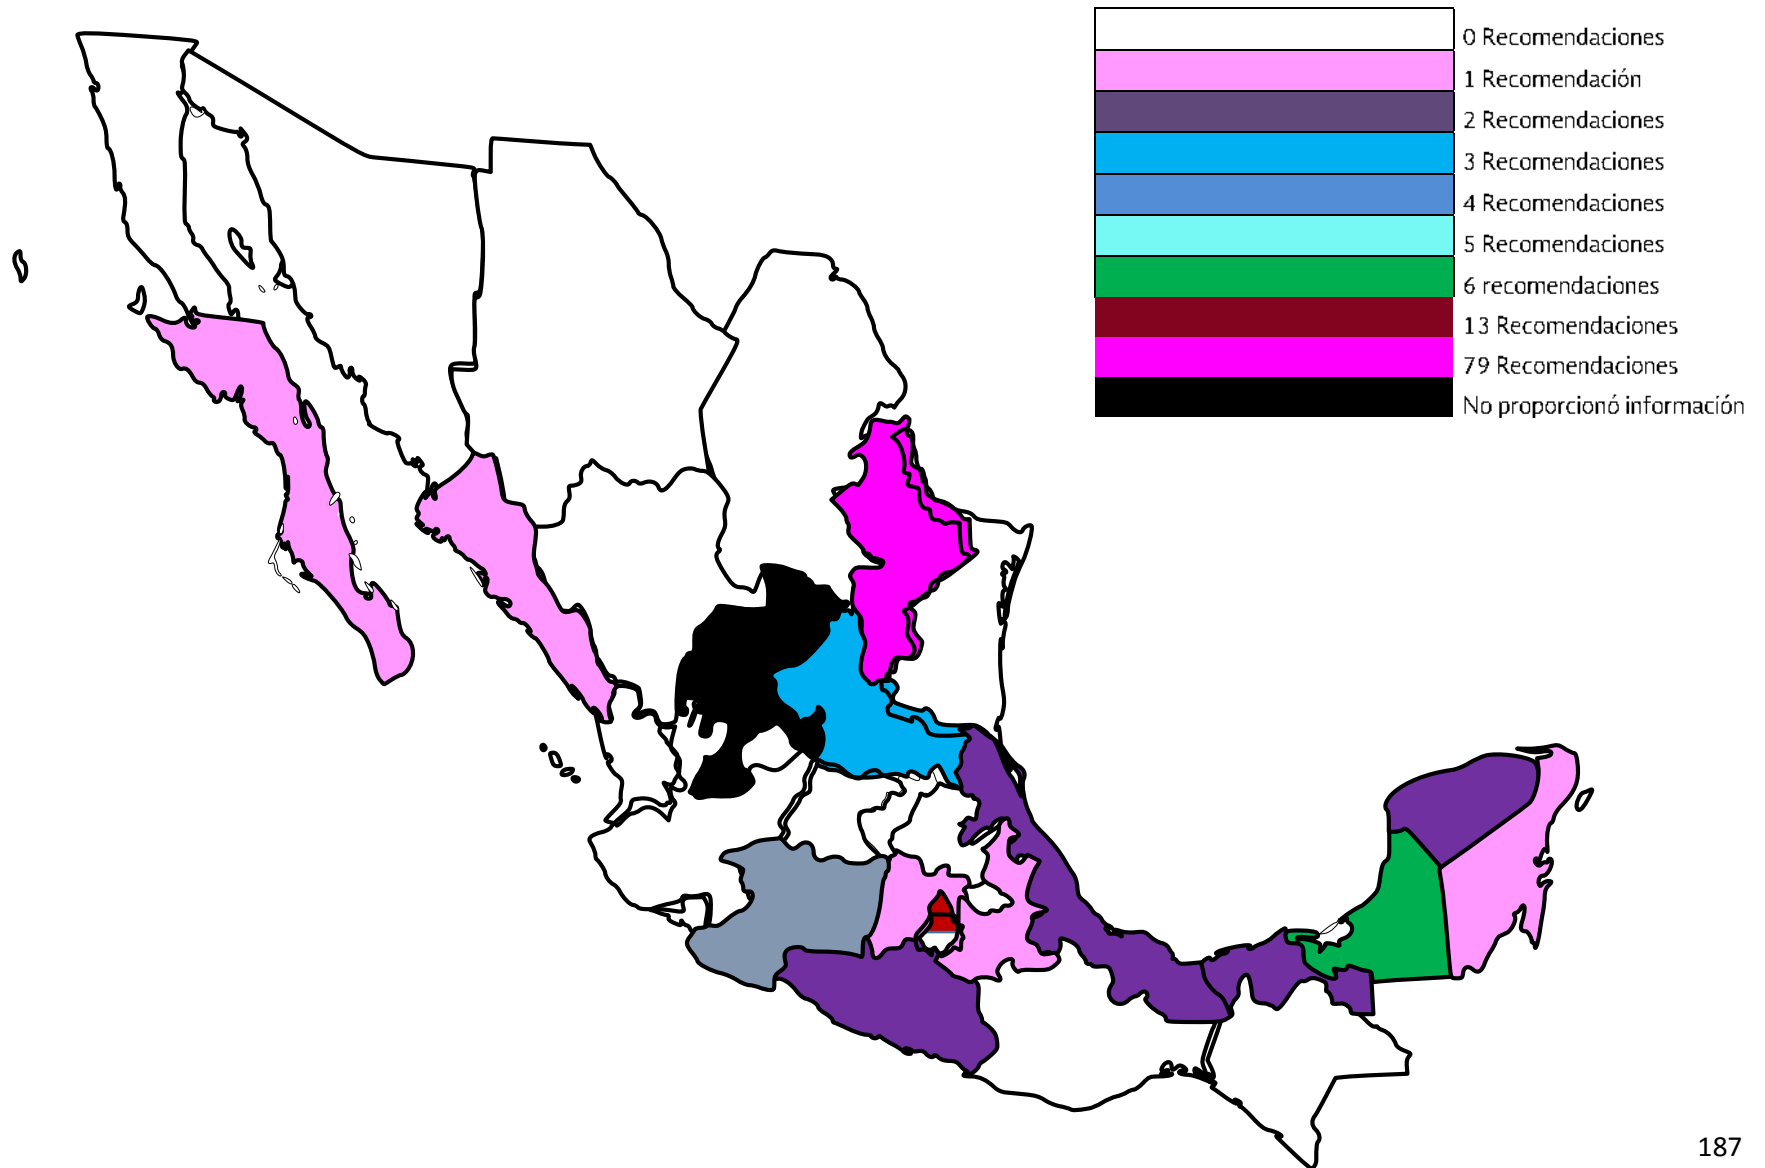 0 Recomendaciones
1 Recomendación
2 Recomendaciones
3 Recomendaciones
4 Recomendaciones
5 Recomendaciones
6 recomendaciones
13 Recomendaciones
79 Recomendaciones
No proporcionó información
187